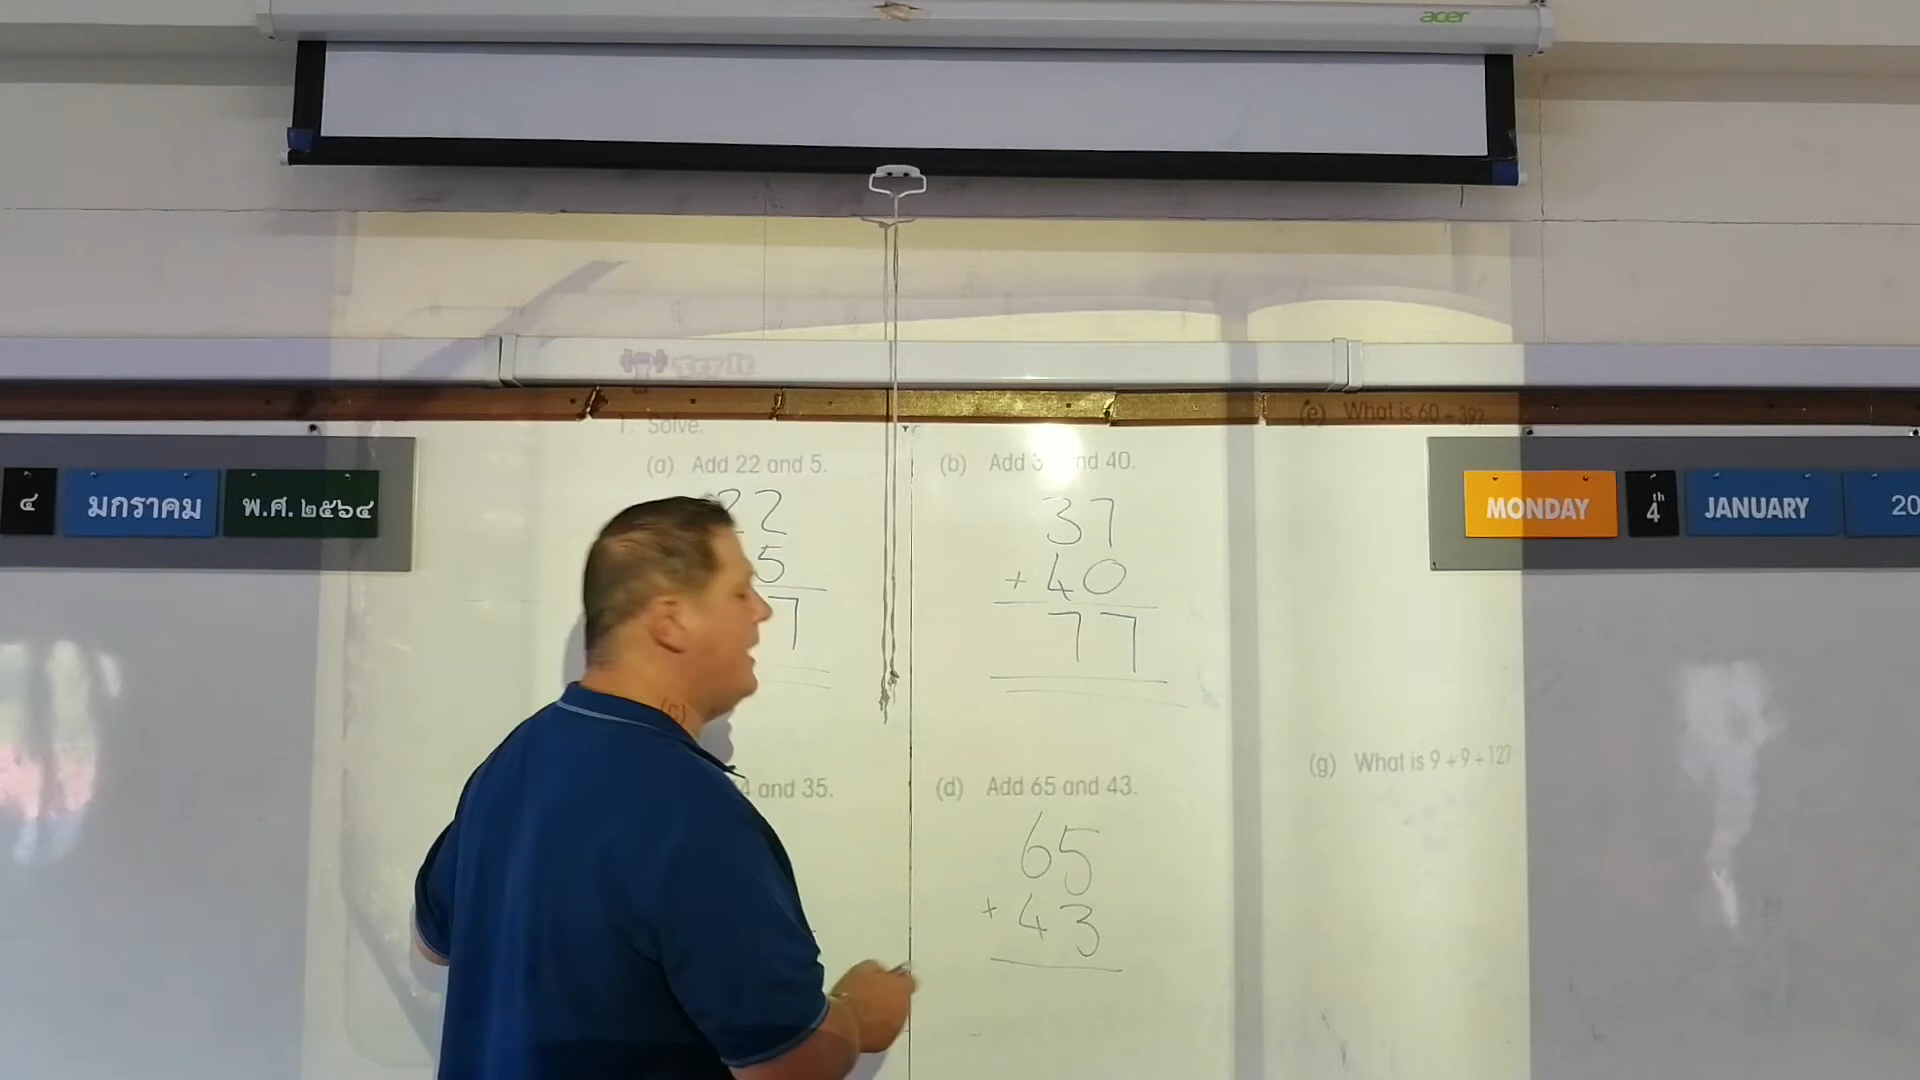 acer
Try It
1. Solve.
(e) What is 60 - 39?
(a) Add 22 and 5.
(b) Add 3 nd 40.
๔ มกราคม พ.ศ. ๒๕๖๔
MONDAY 4th JANUARY 20
22
5
7
37
+ 40
77
(c)
4 and 35.
(d) Add 65 and 43.
65
+ 43
(g) What is 9 + 9 + 12?